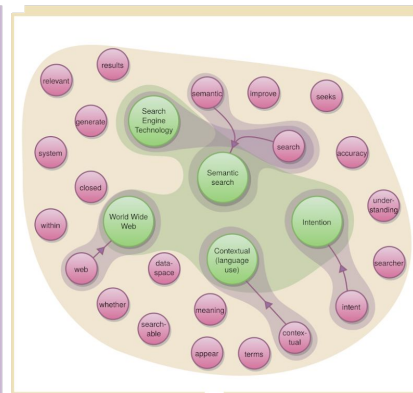 results
relevant
semantic
improve
seeks
Search
Engine
Technology
generate
search
system
accuracy
Semantic
search
closed
under-
standing
World Wide
Web
Intention
within
Contextual
(language
use)
web
data-
space
searcher
whether
meaning
intent
search-
able
contex-
tual
appear
terms